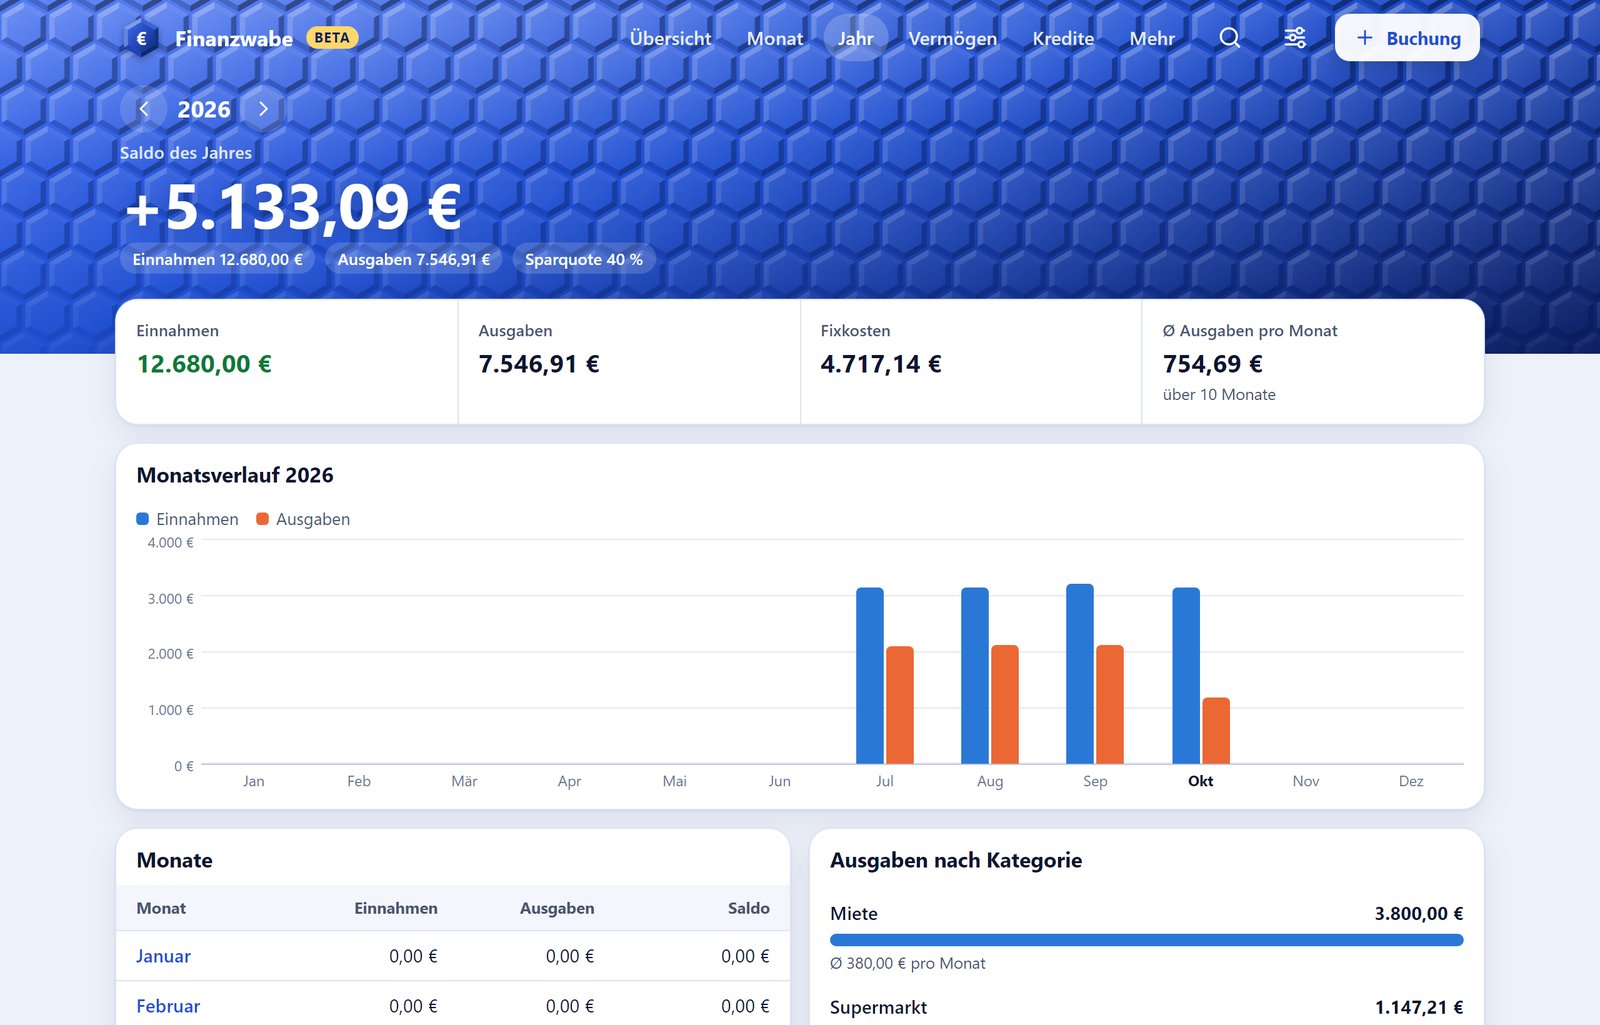 € Finanzwabe BETA
Übersicht Monat Jahr Vermögen Kredite Mehr + Buchung
2026
Saldo des Jahres
+5.133,09 €
Einnahmen 12.680,00 € Ausgaben 7.546,91 € Sparquote 40 %
Einnahmen
12.680,00 €
Ausgaben
7.546,91 €
Fixkosten
4.717,14 €
Ø Ausgaben pro Monat
754,69 €
über 10 Monate
Monatsverlauf 2026
Einnahmen Ausgaben
4.000 €
3.000 €
2.000 €
1.000 €
0 €
Jan Feb Mär Apr Mai Jun Jul Aug Sep Okt Nov Dez
Monate
Monat Einnahmen Ausgaben Saldo
Januar 0,00 € 0,00 € 0,00 €
Februar 0,00 € 0,00 € 0,00 €
Ausgaben nach Kategorie
Miete 3.800,00 €
Ø 380,00 € pro Monat
Supermarkt 1.147,21 €